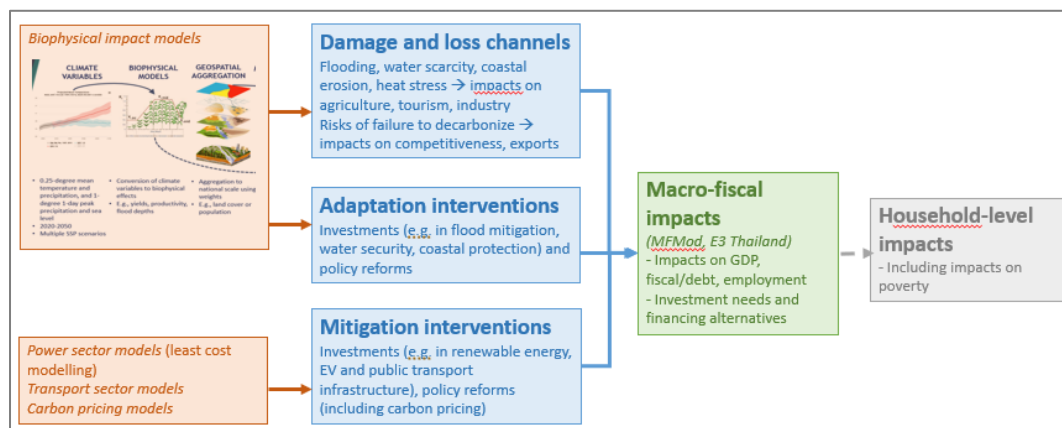 Biophysical impact models
CLIMATE
VARIABLES
BIOPHYSICAL
MODELS
GEOSPATIAL
AGGREGATION
• 0.25-degree mean
temperature and
precipitation, and 1-
degree 1-day peak
precipitation and sea
level
• 2020-2050
• Multiple SSP scenarios
• Conversion of climate
variables to biophysical
effects
• E.g., yields, productivity,
flood depths
• Aggregation to
national scale using
weights
• E.g., land cover or
population
Power sector models (least cost
modelling)
Transport sector models
Carbon pricing models
Damage and loss channels
Flooding, water scarcity, coastal
erosion, heat stress → impacts on
agriculture, tourism, industry
Risks of failure to decarbonize →
impacts on competitiveness, exports
Adaptation interventions
Investments (e.g. in flood mitigation,
water security, coastal protection) and
policy reforms
Mitigation interventions
Investments (e.g. in renewable energy,
EV and public transport
infrastructure), policy reforms
(including carbon pricing)
Macro-fiscal
impacts
(MFMod, E3 Thailand)
- Impacts on GDP,
fiscal/debt, employment
- Investment needs and
financing alternatives
Household-level
impacts
- Including impacts on
poverty